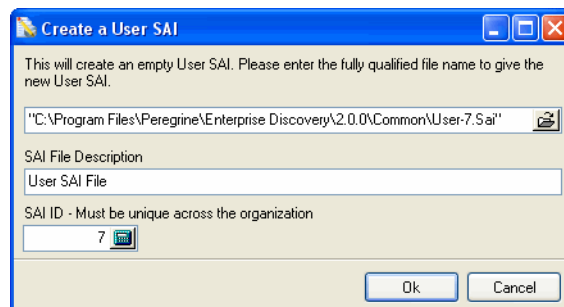 Create a User SAI
This will create an empty User SAI. Please enter the fully qualified file name to give the
new User SAI.
"C:\Program Files\Peregrine\Enterprise Discovery\2.0.0\Common\User-7.Sai"
SAI File Description
User SAI File
SAI ID - Must be unique across the organization
7
Ok Cancel